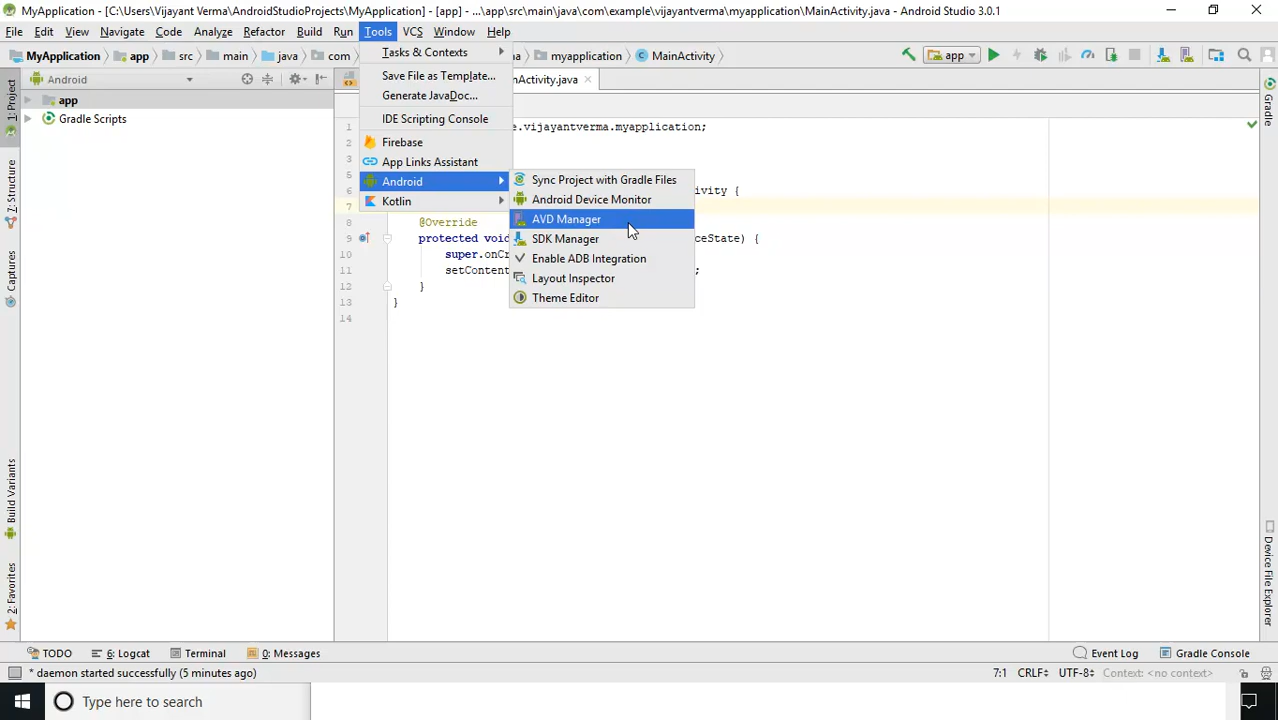 MyApplication - [C:\Users\Vijayant Verma\AndroidStudioProjects\MyApplication] - [app] - ...\app\src\main\java\com\example\vijayantverma\myapplication\MainActivity.java - Android Studio 3.0.1
File Edit View Navigate Code Analyze Refactor Build Run Tools VCS Window Help
MyApplication app src main java com myapplication MainActivity app
Android
nActivity.java
1: Project
Z: Structure
Captures
Build Variants
2: Favorites
app
Gradle Scripts
Tasks & Contexts
Save File as Template...
Generate JavaDoc...
IDE Scripting Console
Firebase
App Links Assistant
Android
Kotlin
Sync Project with Gradle Files
Android Device Monitor
AVD Manager
SDK Manager
Enable ADB Integration
Layout Inspector
Theme Editor
1 e.vijayantverma.myapplication;
2
3
5
6 vity {
7
8 @Override
9 protected void ceState) {
10 super.onCr
11 setContent ;
12 }
13 }
14
Gradle
Device File Explorer
TODO 6: Logcat Terminal 0: Messages Event Log Gradle Console
* daemon started successfully (5 minutes ago) 7:1 CRLF UTF-8 Context: <no context>
Type here to search